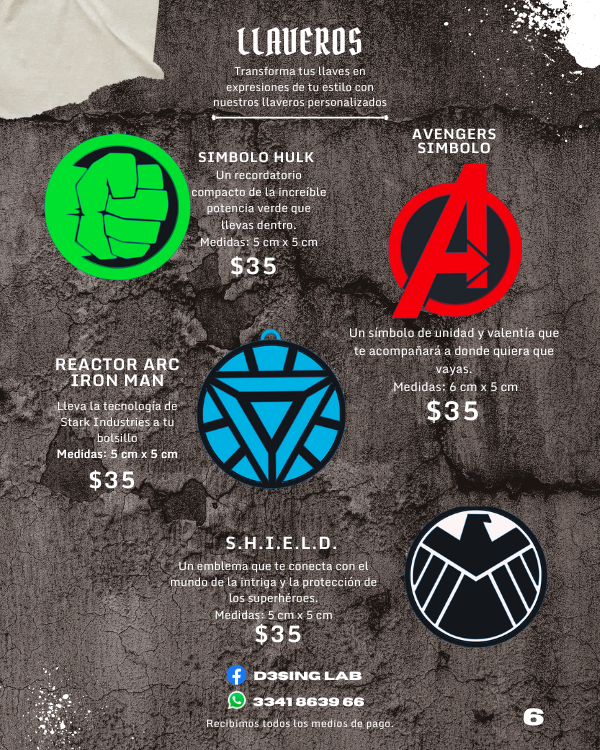 LLAVEROS
Transforma tus llaves en
expresiones de tu estilo con
nuestros llaveros personalizados
SIMBOLO HULK
Un recordatorio
compacto de la increíble
potencia verde que
llevas dentro.
Medidas: 5 cm x 5 cm
$35
AVENGERS
SIMBOLO
Un símbolo de unidad y valentía que
te acompañará a donde quiera que
vayas.
Medidas: 6 cm x 5 cm
$35
REACTOR ARC
IRON MAN
Lleva la tecnología de
Stark Industries a tu
bolsillo
Medidas: 5 cm x 5 cm
$35
S.H.I.E.L.D.
Un emblema que te conecta con el
mundo de la intriga y la protección de
los superhéroes.
Medidas: 5 cm x 5 cm
$35
D3SING LAB
3341 8639 66
Recibimos todos los medios de pago.
6